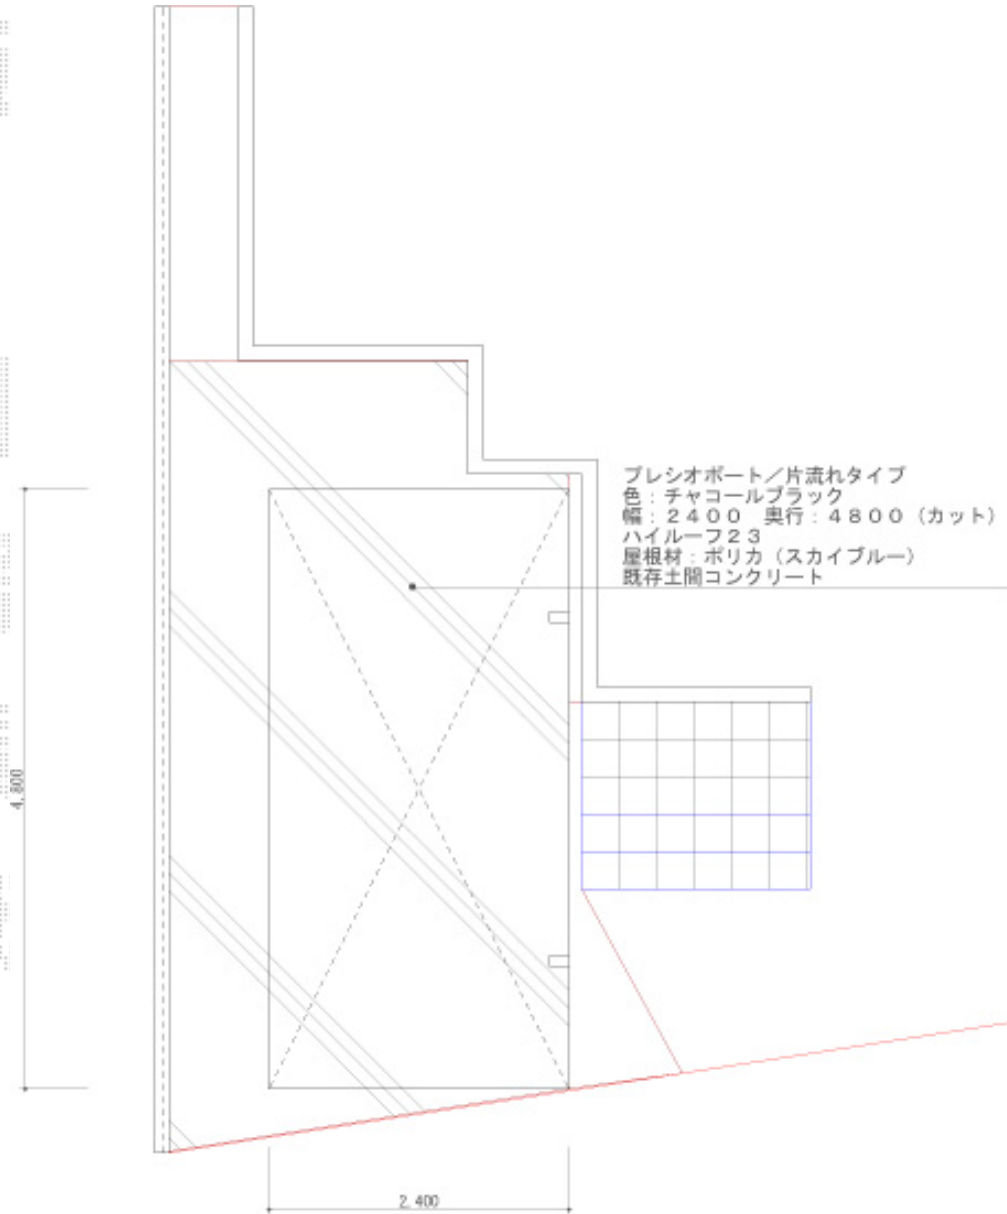 プレシオポート／片流れタイプ
色：チャコールブラック
幅：２４００　奥行：４８００（カット）
ハイルーフ２３
屋根材：ポリカ（スカイブルー）
既存土間コンクリート
4,800
2,400